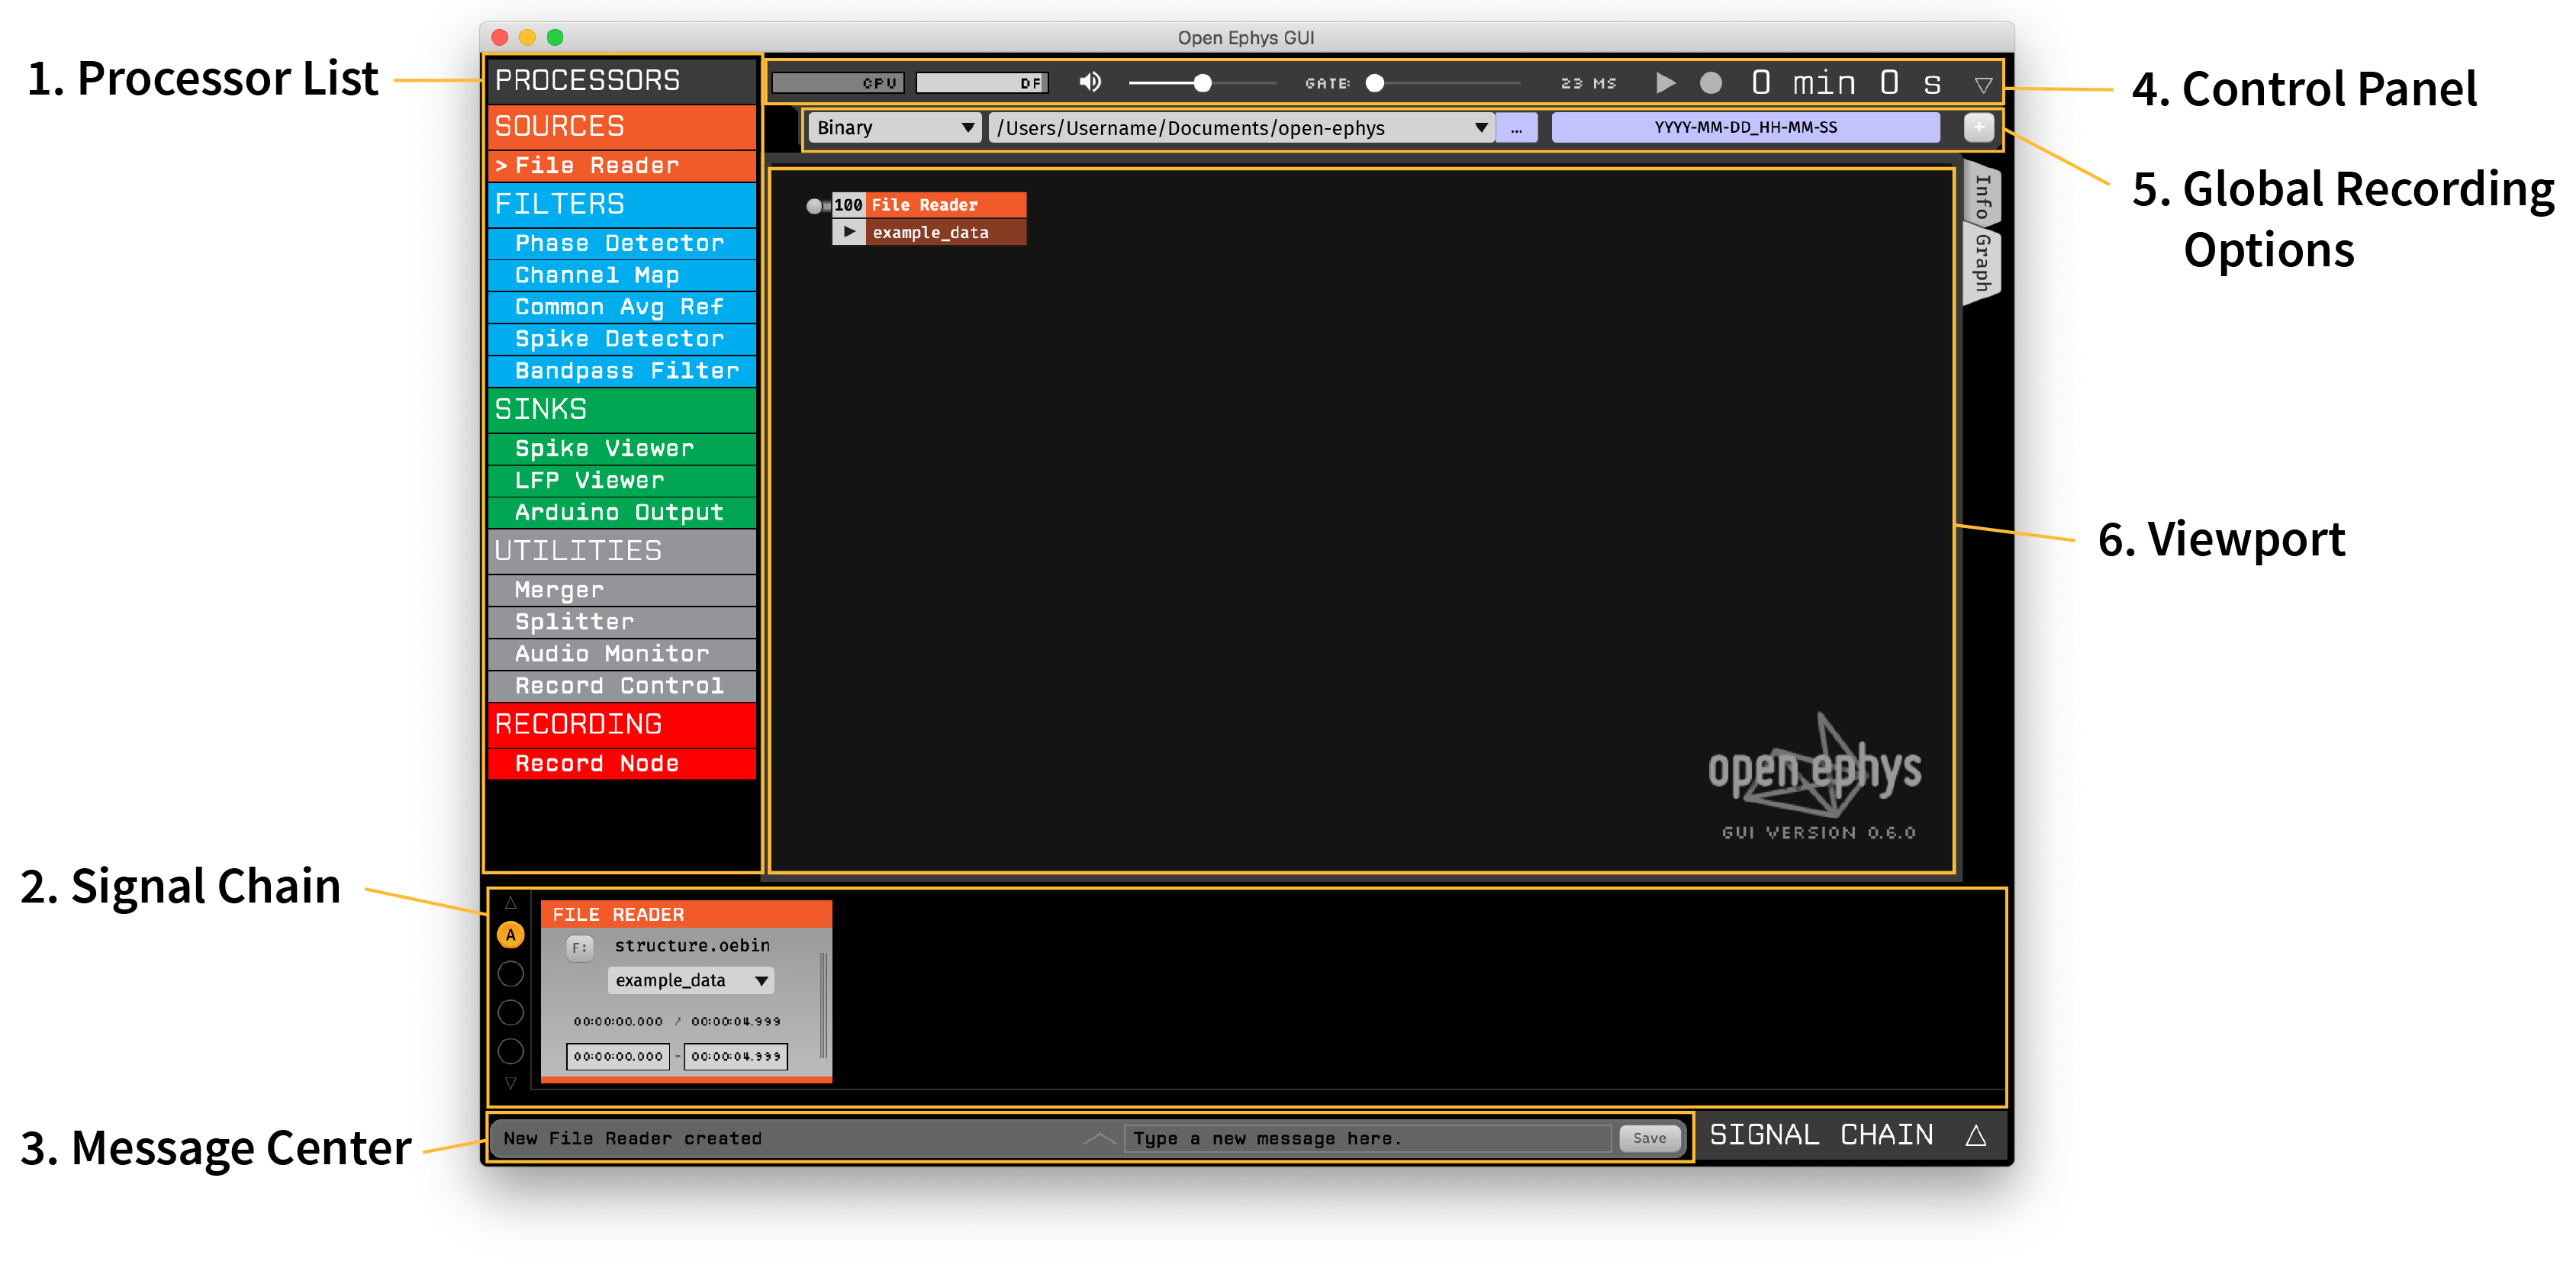 Open Ephys GUI
1. Processor List
2. Signal Chain
3. Message Center
4. Control Panel
5. Global Recording
Options
6. Viewport
PROCESSORS
SOURCES
> File Reader
FILTERS
Phase Detector
Channel Map
Common Avg Ref
Spike Detector
Bandpass Filter
SINKS
Spike Viewer
LFP Viewer
Arduino Output
UTILITIES
Merger
Splitter
Audio Monitor
Record Control
RECORDING
Record Node
CPU DF GATE: 23 MS 0 min 0 s
Binary /Users/Username/Documents/open-ephys ... YYYY-MM-DD_HH-MM-SS +
100 File Reader
example_data
Info
Graph
open ephys
GUI VERSION 0.6.0
A
FILE READER
F: structure.oebin
example_data
00:00:00.000 / 00:00:04.999
00:00:00.000 - 00:00:04.999
New File Reader created Type a new message here. Save
SIGNAL CHAIN